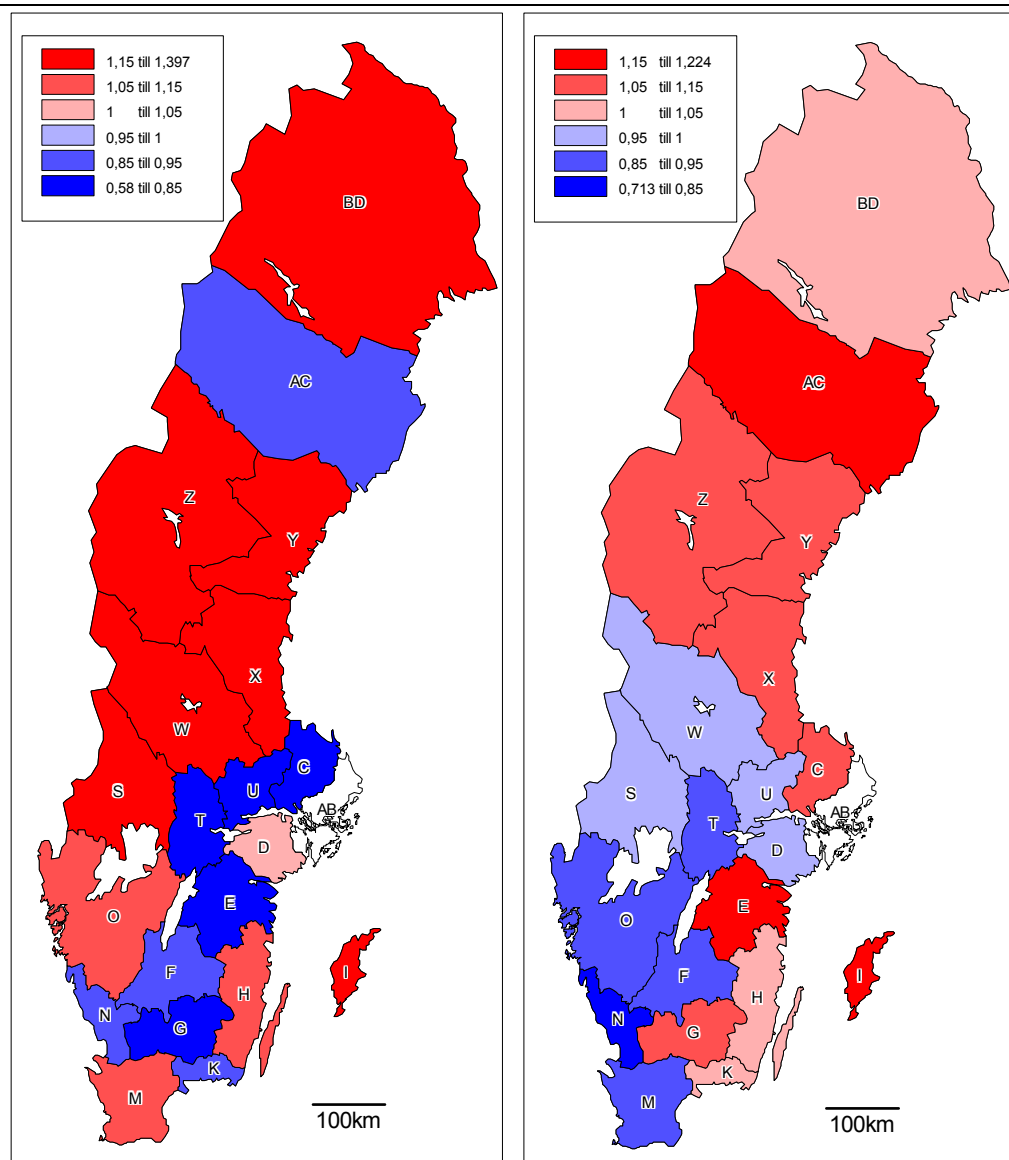 1,15 till 1,397
1,05 till 1,15
1 till 1,05
0,95 till 1
0,85 till 0,95
0,58 till 0,85
BD
AC
Z
Y
X
W
S
C
U
T
AB
D
E
O
F
I
H
N
G
K
M
100km
1,15 till 1,224
1,05 till 1,15
1 till 1,05
0,95 till 1
0,85 till 0,95
0,713 till 0,85
BD
AC
Z
Y
X
W
C
S
U
AB
T
D
E
O
F
I
H
N
G
K
M
100km